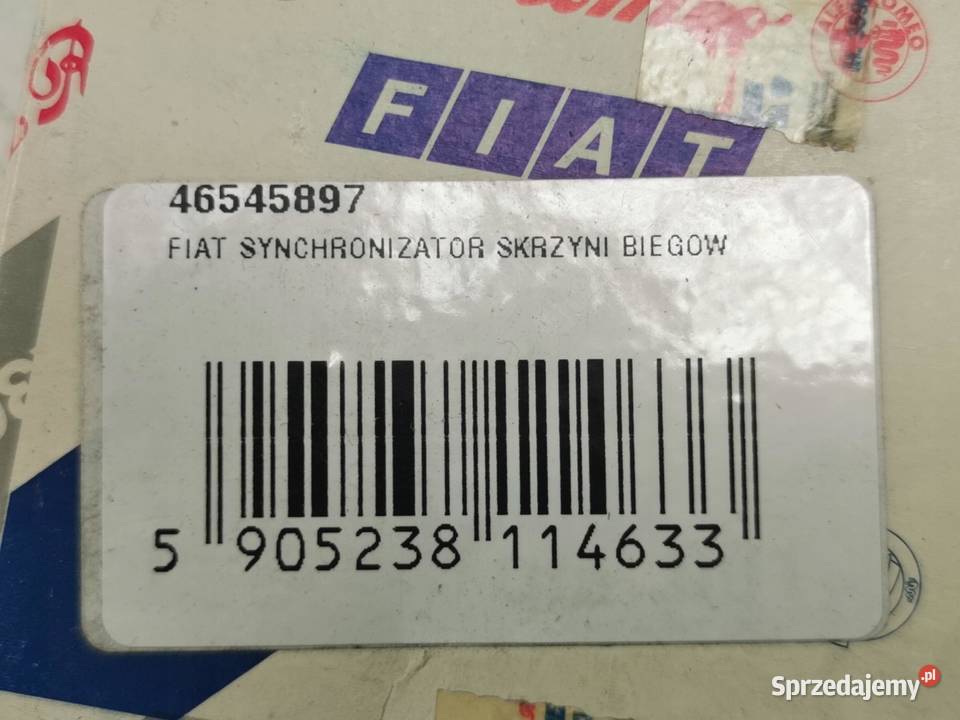 FIAT
46545897
FIAT SYNCHRONIZATOR SKRZYNI BIEGOW
5 905238 114633
Sprzedajemy.pl